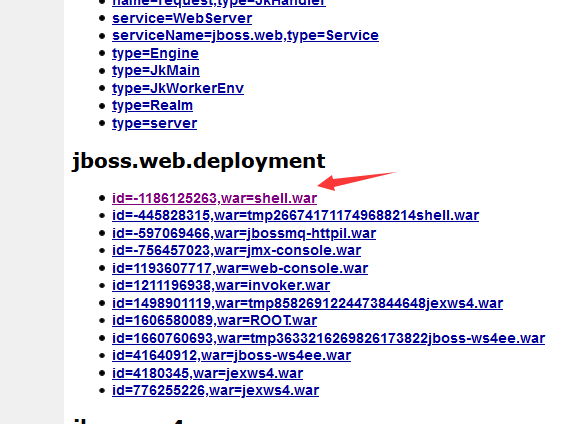 name=request,type=JkHandler
service=WebServer
serviceName=jboss.web,type=Service
type=Engine
type=JkMain
type=JkWorkerEnv
type=Realm
type=server
jboss.web.deployment
id=-1186125263,war=shell.war
id=-445828315,war=tmp266741711749688214shell.war
id=-597069466,war=jbossmq-httpil.war
id=-756457023,war=jmx-console.war
id=1193607717,war=web-console.war
id=1211196938,war=invoker.war
id=1498901119,war=tmp8582691224473844648jexws4.war
id=1606580089,war=ROOT.war
id=1660760693,war=tmp3633216269826173822jboss-ws4ee.war
id=41640912,war=jboss-ws4ee.war
id=4180345,war=jexws4.war
id=776255226,war=jexws4.war